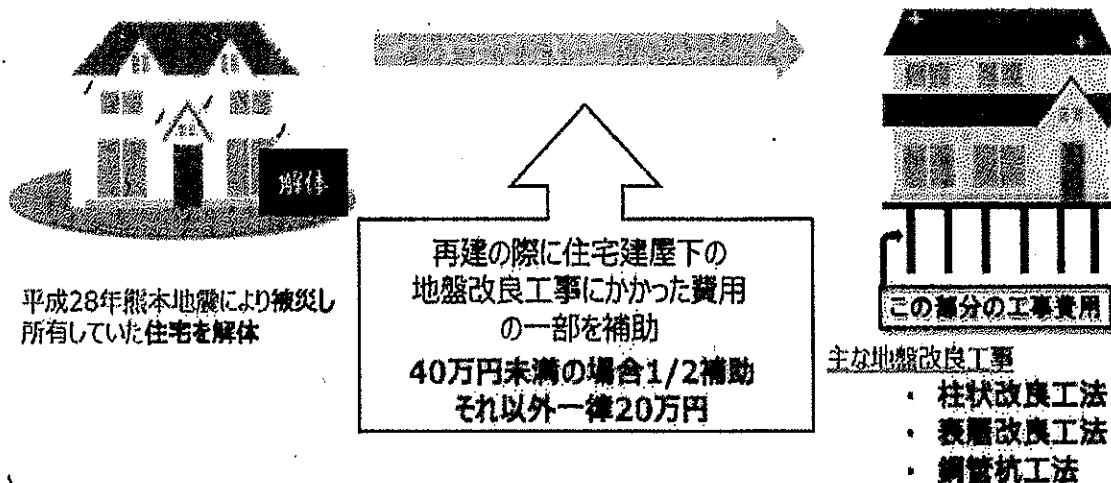 解体
平成28年熊本地震により被災し
所有していた住宅を解体
再建の際に住宅建屋下の
地盤改良工事にかかった費用
の一部を補助
40万円未満の場合1/2補助
それ以外一律20万円
この部分の工事費用
主な地盤改良工事
・ 柱状改良工法
・ 表層改良工法
・ 鋼管杭工法